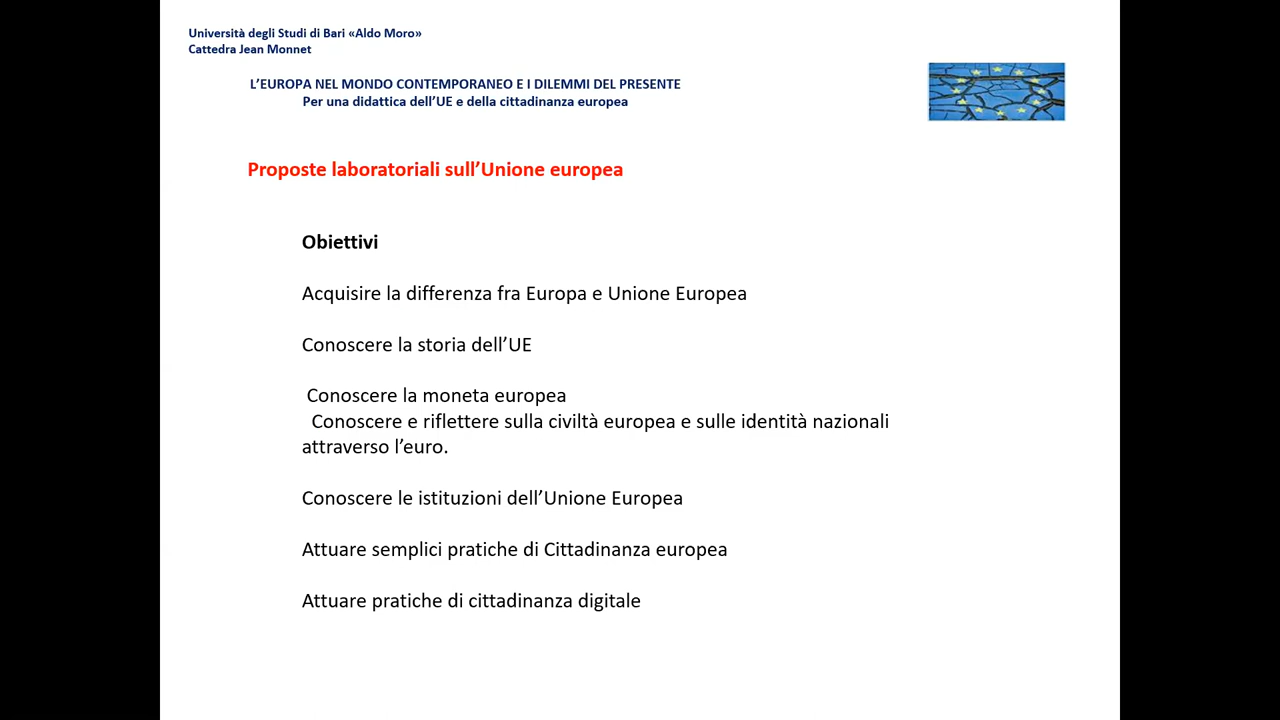 Università degli Studi di Bari «Aldo Moro»
Cattedra Jean Monnet
L’EUROPA NEL MONDO CONTEMPORANEO E I DILEMMI DEL PRESENTE
Per una didattica dell’UE e della cittadinanza europea
Proposte laboratoriali sull’Unione europea
Obiettivi
Acquisire la differenza fra Europa e Unione Europea
Conoscere la storia dell’UE
Conoscere la moneta europea
Conoscere e riflettere sulla civiltà europea e sulle identità nazionali
attraverso l’euro.
Conoscere le istituzioni dell’Unione Europea
Attuare semplici pratiche di Cittadinanza europea
Attuare pratiche di cittadinanza digitale